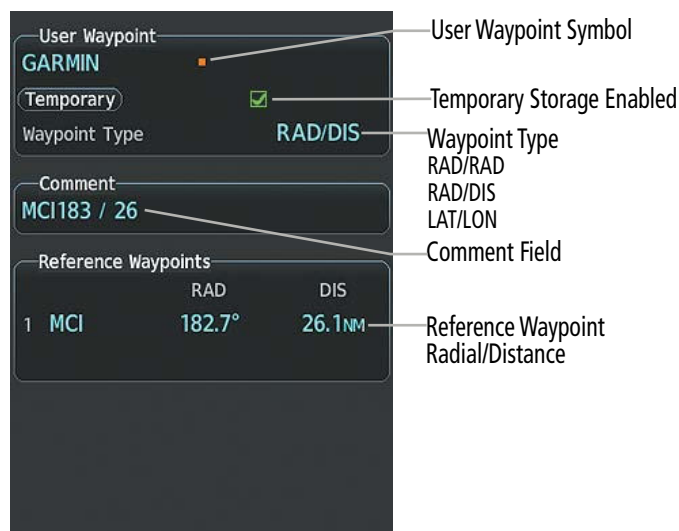 User Waypoint
GARMIN
Temporary
Waypoint Type RAD/DIS
Comment
MCI183 / 26
Reference Waypoints
RAD DIS
1 MCI 182.7° 26.1NM
User Waypoint Symbol
Temporary Storage Enabled
Waypoint Type
RAD/RAD
RAD/DIS
LAT/LON
Comment Field
Reference Waypoint
Radial/Distance